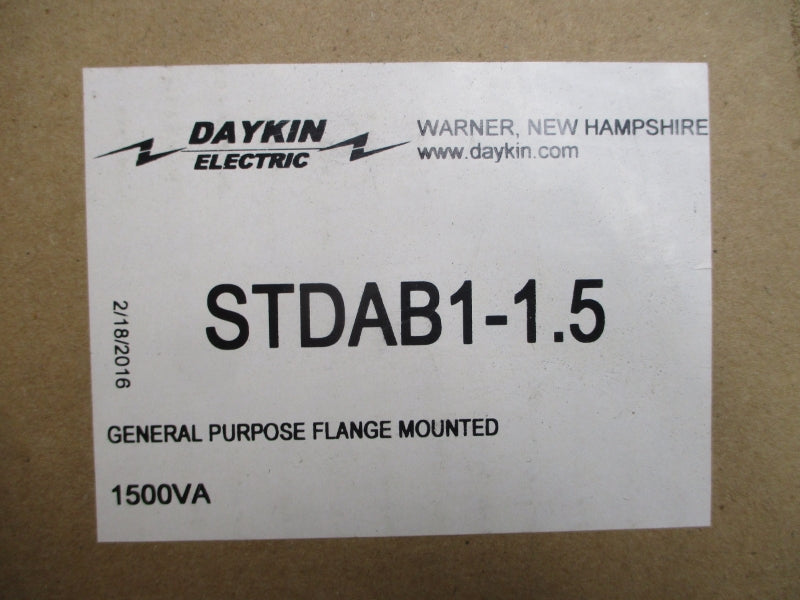 DAYKIN
ELECTRIC
WARNER, NEW HAMPSHIRE
www.daykin.com
STDAB1-1.5
2/18/2016
GENERAL PURPOSE FLANGE MOUNTED
1500VA